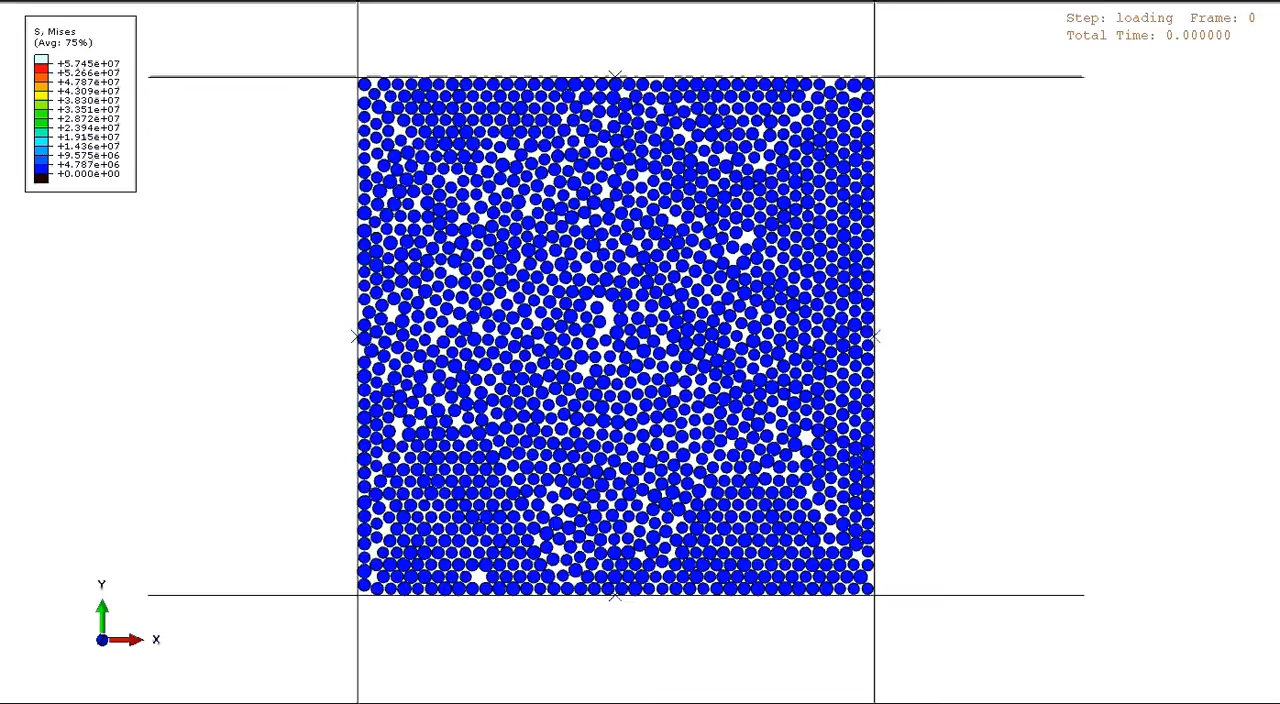 S, Mises
(Avg: 75%)
+5.745e+07
+5.266e+07
+4.787e+07
+4.309e+07
+3.830e+07
+3.351e+07
+2.872e+07
+2.394e+07
+1.915e+07
+1.436e+07
+9.575e+06
+4.787e+06
+0.000e+00
Step: loading Frame: 0
Total Time: 0.000000
Y
X